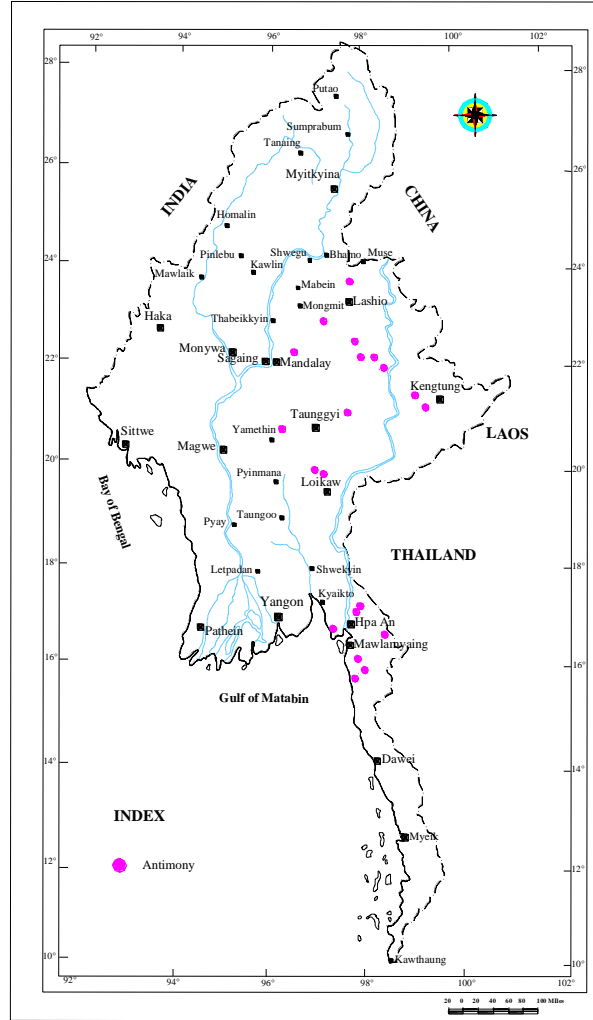 92° 94° 96° 98° 100° 102°
28° 28°
Putao
Sumprabum
Tanaing
26° 26°
Myitkyina
INDIA
CHINA
Homalin
Pinlebu
Shwegu
Bhamo
Muse
24° 24°
Kawlin
Mawlaik
Mabein
Lashio
Mongmit
Haka
Thabeikkyin
Monywa
22° 22°
Sagaing
Mandalay
Kengtung
Taunggyi
Yamethin
Sittwe
LAOS
Magwe
20° 20°
Pyinmana
Loikaw
Bay of Bengal
Taungoo
Pyay
THAILAND
18° 18°
Letpadan
Shwekyin
Kyaikto
Yangon
Hpa An
Pathein
Mawlamyaing
16° 16°
Gulf of Matabin
Dawei
14° 14°
INDEX
Myeik
12° 12°
Antimony
10° 10°
Kawthaung
92° 94° 96° 98° 100° 102°
20 0 20 40 60 80 100 Miles